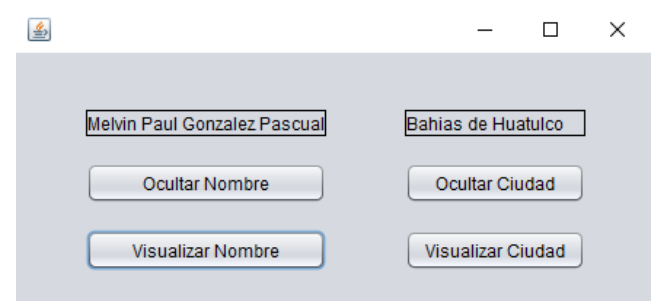 Melvin Paul Gonzalez Pascual
Bahias de Huatulco
Ocultar Nombre
Ocultar Ciudad
Visualizar Nombre
Visualizar Ciudad